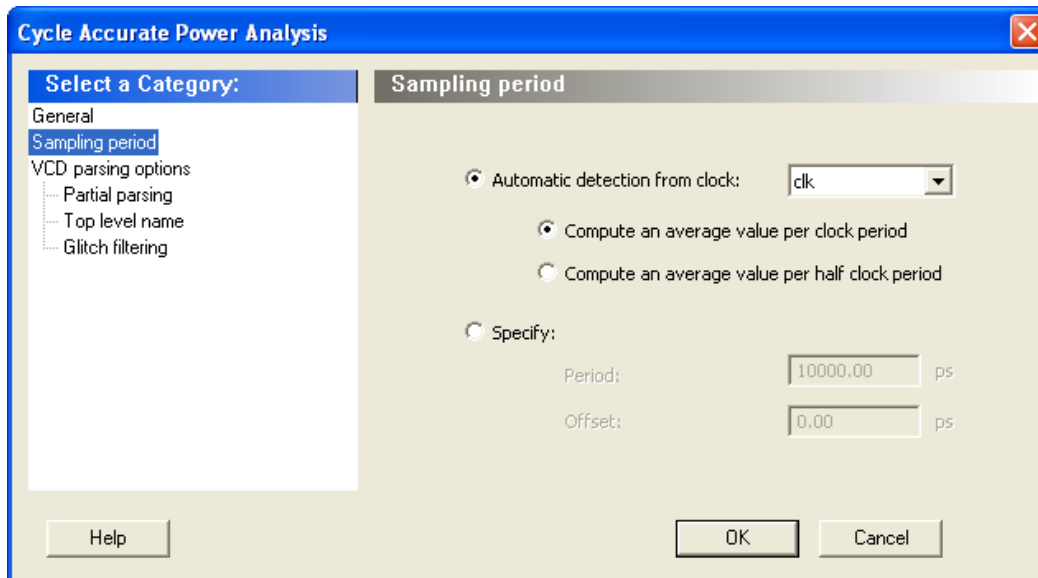 Cycle Accurate Power Analysis
Select a Category:
General
Sampling period
VCD parsing options
Partial parsing
Top level name
Glitch filtering
Sampling period
Automatic detection from clock: clk
Compute an average value per clock period
Compute an average value per half clock period
Specify:
Period: 10000.00 ps
Offset: 0.00 ps
Help
OK
Cancel